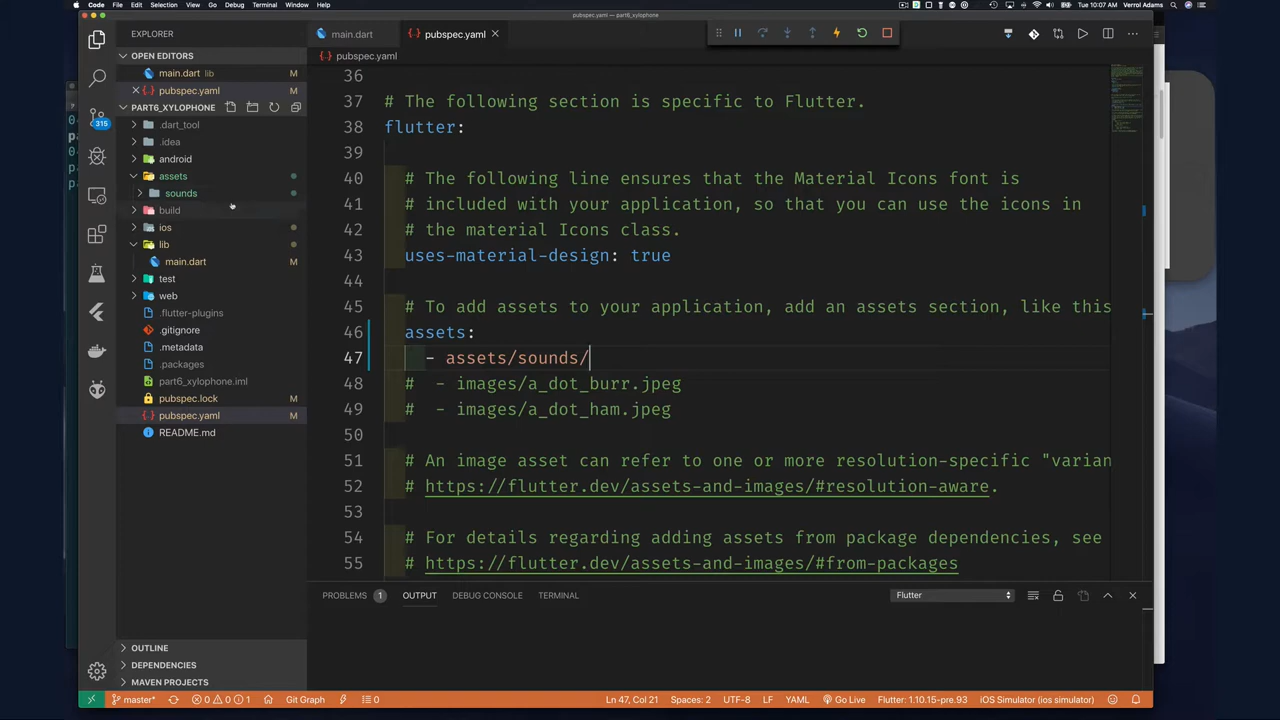 Code File Edit Selection View Go Debug Terminal Window Help Tue 10:07 AM Verrol Adams
pubspec.yaml — part6_xylophone
EXPLORER
main.dart
pubspec.yaml
OPEN EDITORS
pubspec.yaml
main.dart lib
pubspec.yaml M
PART6_XYLOPHONE
.dart_tool
.idea
android
assets
sounds
build
ios
lib
main.dart M
test
web
.flutter-plugins
.gitignore
.metadata
.packages
part6_xylophone.iml
pubspec.lock M
pubspec.yaml M
README.md
315
36
37 # The following section is specific to Flutter.
38 flutter:
39
40 # The following line ensures that the Material Icons font is
41 # included with your application, so that you can use the icons in
42 # the material Icons class.
43 uses-material-design: true
44
45 # To add assets to your application, add an assets section, like this
46 assets:
47 - assets/sounds/
48 # - images/a_dot_burr.jpeg
49 # - images/a_dot_ham.jpeg
50
51 # An image asset can refer to one or more resolution-specific "varian
52 # https://flutter.dev/assets-and-images/#resolution-aware.
53
54 # For details regarding adding assets from package dependencies, see
55 # https://flutter.dev/assets-and-images/#from-packages
PROBLEMS 1 OUTPUT DEBUG CONSOLE TERMINAL Flutter
OUTLINE
DEPENDENCIES
MAVEN PROJECTS
master* 0 0 1 Git Graph 0 Ln 47, Col 21 Spaces: 2 UTF-8 LF YAML Go Live Flutter: 1.10.15-pre.93 iOS Simulator (ios simulator)